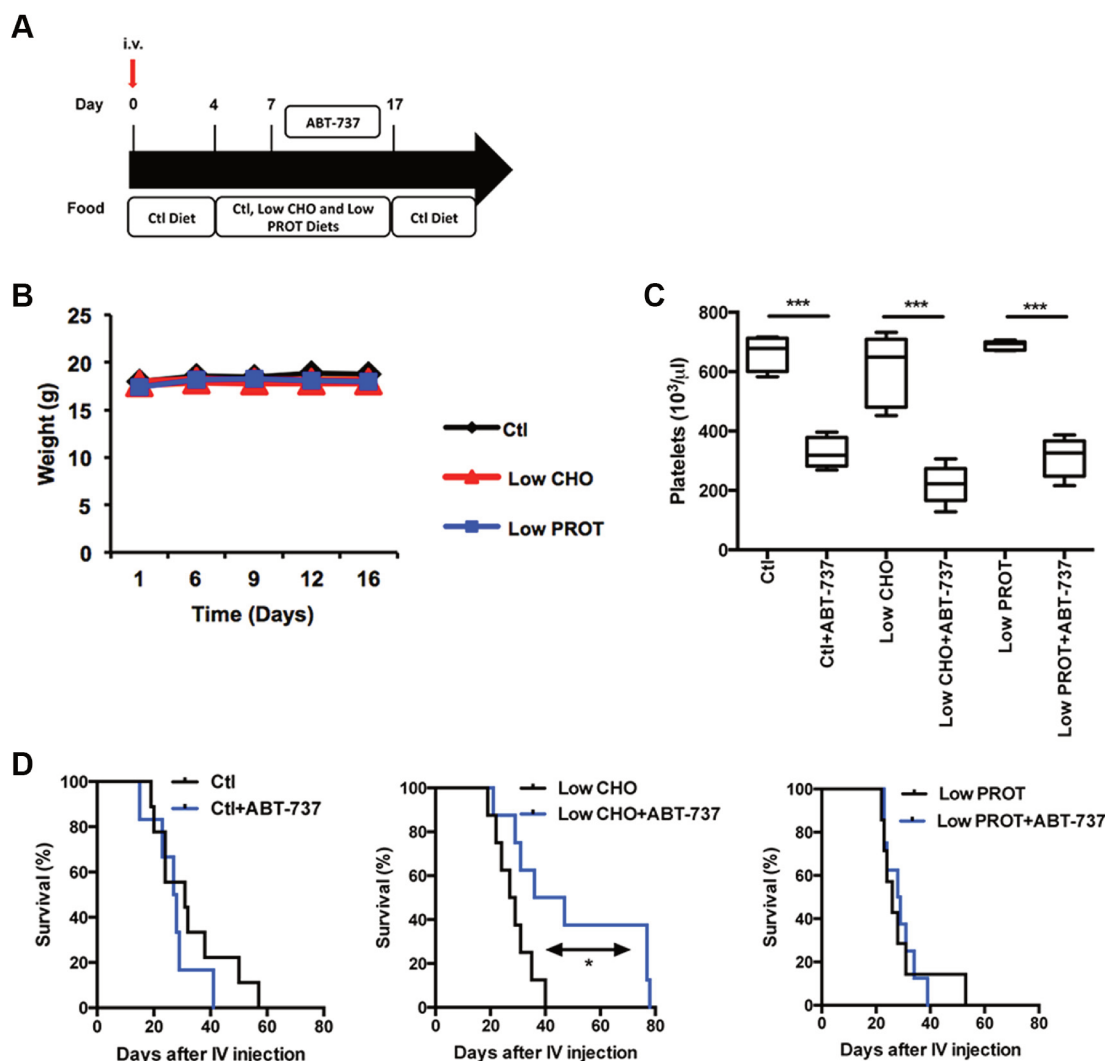 A
i.v.
Day 0 4 7 ABT-737 17
Food Ctl Diet Ctl, Low CHO and Low PROT Diets Ctl Diet
B
Weight (g)
25
20
15
10
5
0
1 6 9 12 16
Time (Days)
Ctl
Low CHO
Low PROT
C
Platelets (10³/µl)
*** *** ***
800
600
400
200
0
Ctl
Ctl+ABT-737
Low CHO
Low CHO+ABT-737
Low PROT
Low PROT+ABT-737
D
Ctl
Ctl+ABT-737
Survival (%)
100
80
60
40
20
0
0 20 40 60 80
Days after IV injection
Low CHO
Low CHO+ABT-737
Survival (%)
100
80
60
40
20
0
*
0 20 40 60 80
Days after IV injection
Low PROT
Low PROT+ABT-737
Survival (%)
100
80
60
40
20
0
0 20 40 60 80
Days after IV injection